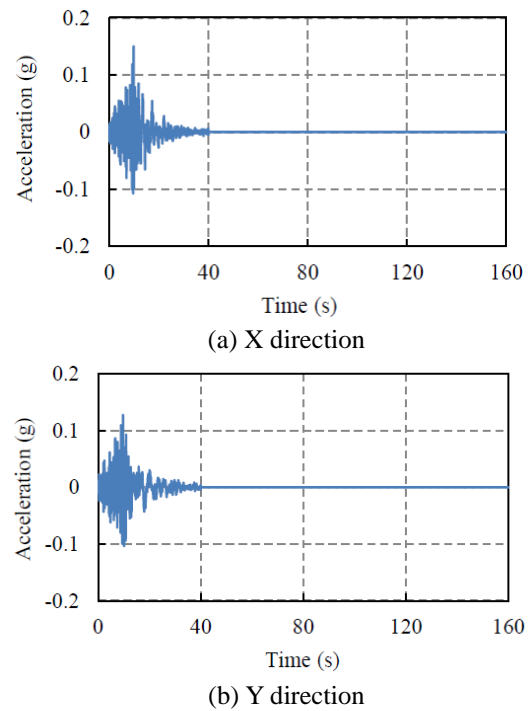 0.2
0.1
0
-0.1
-0.2
Acceleration (g)
0 40 80 120 160
Time (s)
(a) X direction
0.2
0.1
0
-0.1
-0.2
Acceleration (g)
0 40 80 120 160
Time (s)
(b) Y direction